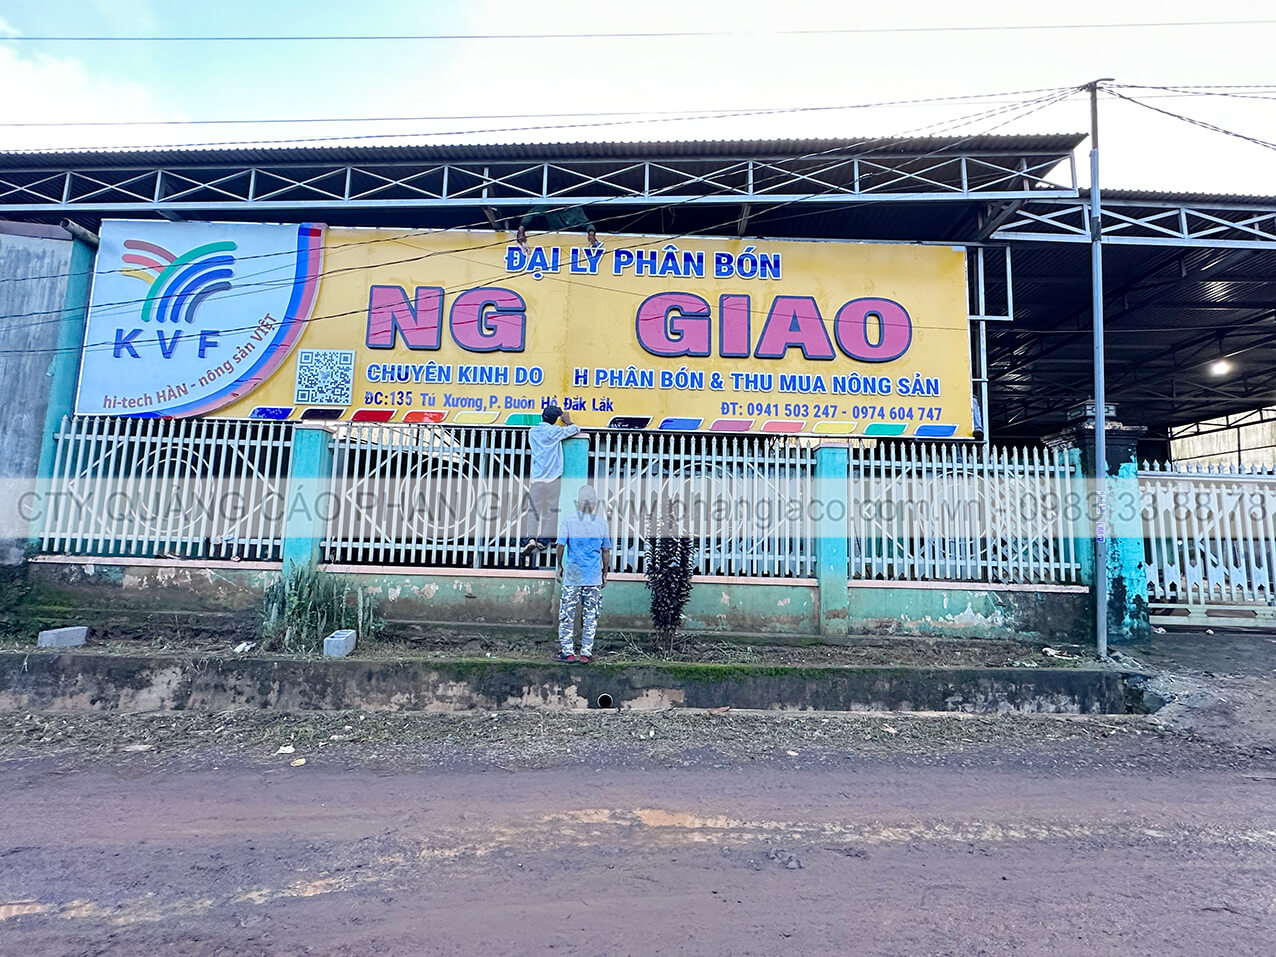 ĐẠI LÝ PHÂN BÓN
NG GIAO
KVF
hi-tech HÀN - nông sản VIỆT
CHUYÊN KINH DO H PHÂN BÓN & THU MUA NÔNG SẢN
ĐC:135 Tú Xương, P. Buôn Hồ, Đăk Lăk
ĐT: 0941 503 247 - 0974 604 747
CTY QUẢNG CÁO PHAN GIA - www.phangiaco.com.vn - 0983 33 88 73